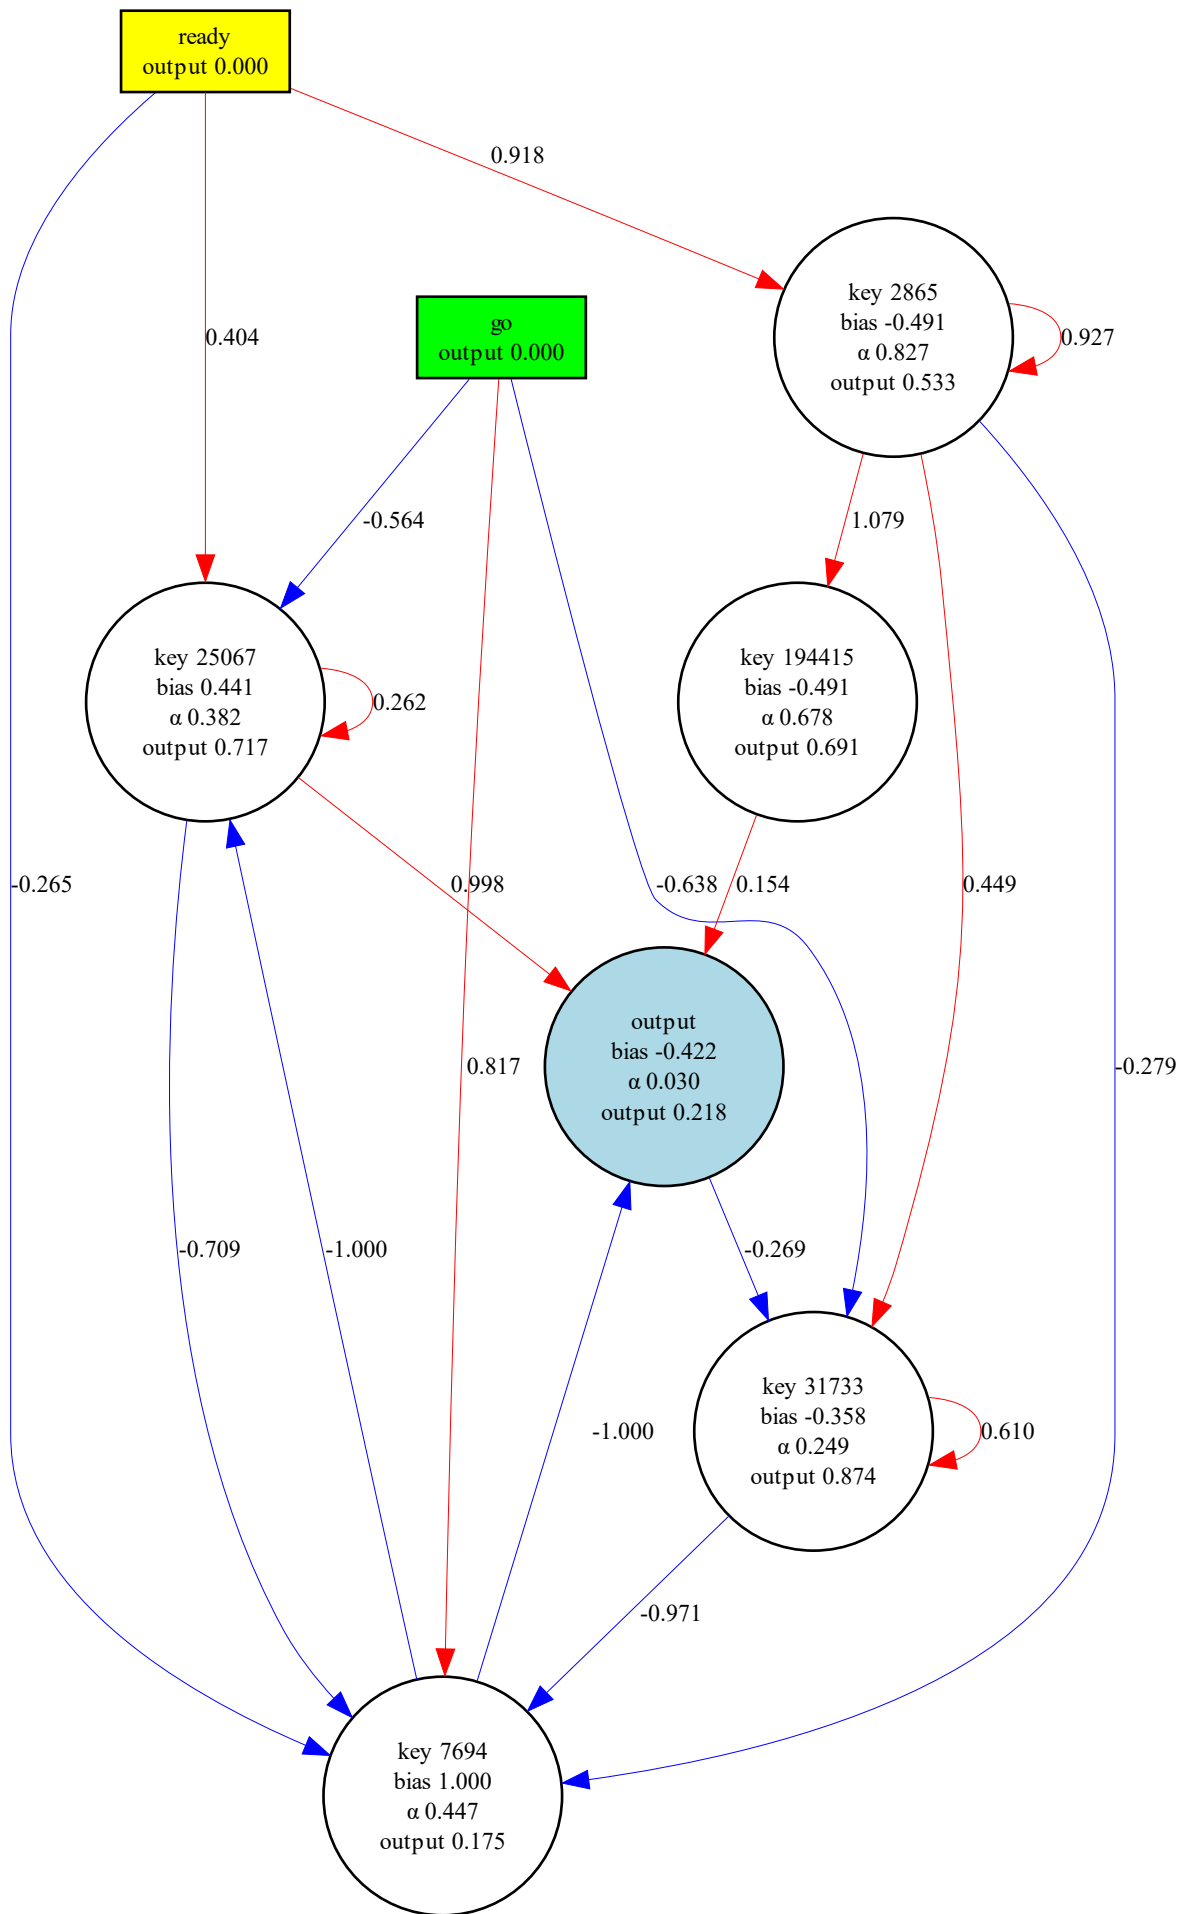 ready
output 0.000
0.918
key 2865
bias -0.491
α 0.827
output 0.533
0.927
go
output 0.000
0.404
-0.564
1.079
key 25067
bias 0.441
α 0.382
output 0.717
0.262
key 194415
bias -0.491
α 0.678
output 0.691
-0.265
0.998
-0.638
0.154
0.449
output
bias -0.422
α 0.030
output 0.218
0.817
-0.279
-0.709
-1.000
-0.269
-1.000
key 31733
bias -0.358
α 0.249
output 0.874
0.610
-0.971
key 7694
bias 1.000
α 0.447
output 0.175